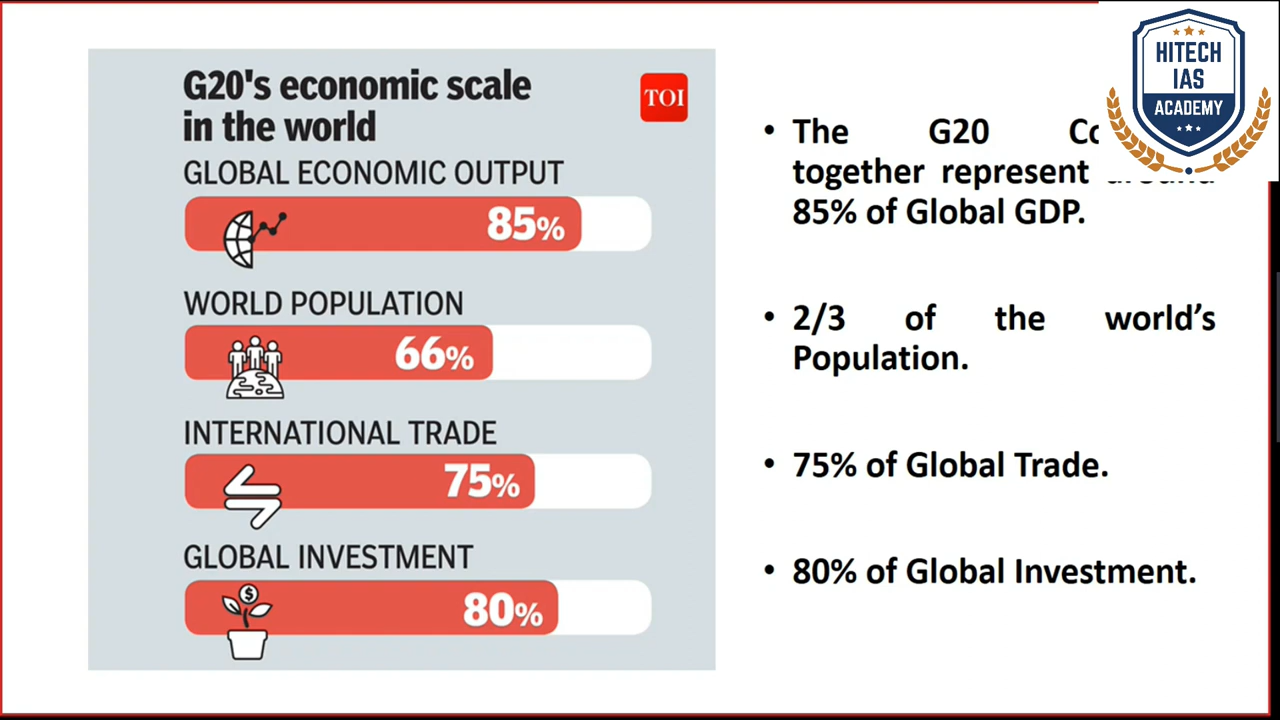 G20's economic scale
in the world
TOI
GLOBAL ECONOMIC OUTPUT
85%
WORLD POPULATION
66%
INTERNATIONAL TRADE
75%
GLOBAL INVESTMENT
$
80%
HITECH
IAS
ACADEMY
• The G20
together represent
85% of Global GDP.
• 2/3 of the world’s
Population.
• 75% of Global Trade.
• 80% of Global Investment.